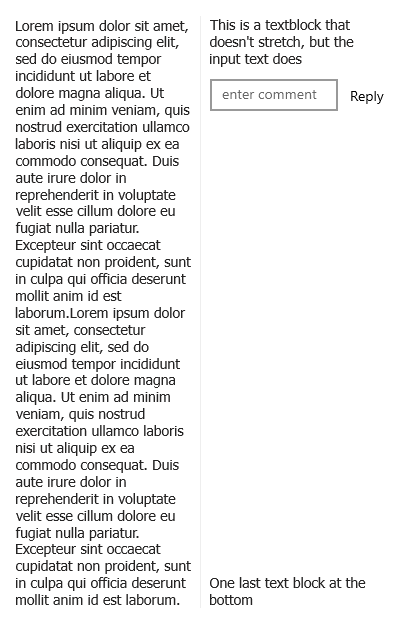 Lorem ipsum dolor sit amet,
consectetur adipiscing elit,
sed do eiusmod tempor
incididunt ut labore et
dolore magna aliqua. Ut
enim ad minim veniam, quis
nostrud exercitation ullamco
laboris nisi ut aliquip ex ea
commodo consequat. Duis
aute irure dolor in
reprehenderit in voluptate
velit esse cillum dolore eu
fugiat nulla pariatur.
Excepteur sint occaecat
cupidatat non proident, sunt
in culpa qui officia deserunt
mollit anim id est
laborum.Lorem ipsum dolor
sit amet, consectetur
adipiscing elit, sed do
eiusmod tempor incididunt
ut labore et dolore magna
aliqua. Ut enim ad minim
veniam, quis nostrud
exercitation ullamco laboris
nisi ut aliquip ex ea
commodo consequat. Duis
aute irure dolor in
reprehenderit in voluptate
velit esse cillum dolore eu
fugiat nulla pariatur.
Excepteur sint occaecat
cupidatat non proident, sunt
in culpa qui officia deserunt
mollit anim id est laborum.
This is a textblock that
doesn't stretch, but the
input text does
enter comment
Reply
One last text block at the
bottom